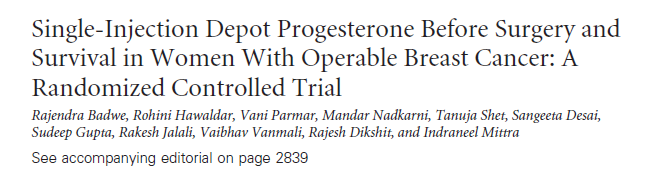 Single-Injection Depot Progesterone Before Surgery and
Survival in Women With Operable Breast Cancer: A
Randomized Controlled Trial
Rajendra Badwe, Rohini Hawaldar, Vani Parmar, Mandar Nadkarni, Tanuja Shet, Sangeeta Desai,
Sudeep Gupta, Rakesh Jalali, Vaibhav Vanmali, Rajesh Dikshit, and Indraneel Mittra
See accompanying editorial on page 2839